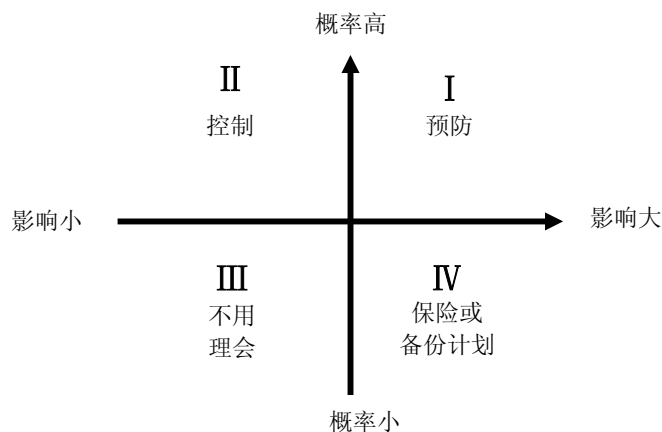 概率高
Ⅱ
控制
Ⅰ
预防
影响小
影响大
Ⅲ
不用
理会
Ⅳ
保险或
备份计划
概率小